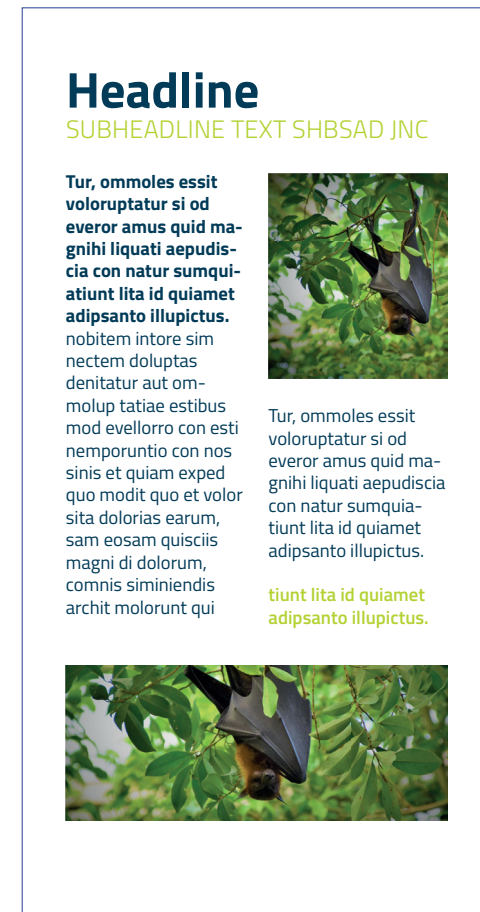 Headline
SUBHEADLINE TEXT SHBSAD JNC
Tur, ommoles essit
voloruptatur si od
everor amus quid ma-
gnihi liquati aepudis-
cia con natur sumqui-
atiunt lita id quiamet
adipsanto illupictus.
nobitem intore sim
nectem doluptas
denitatur aut om-
molup tatiae estibus
mod evellorro con esti
nemporuntio con nos
sinis et quiam exped
quo modit quo et volor
sita dolorias earum,
sam eosam quisciis
magni di dolorum,
comnis siminiendis
archit molorunt qui
Tur, ommoles essit
voloruptatur si od
everor amus quid ma-
gnihi liquati aepudiscia
con natur sumquia-
tiunt lita id quiamet
adipsanto illupictus.
tiunt lita id quiamet
adipsanto illupictus.